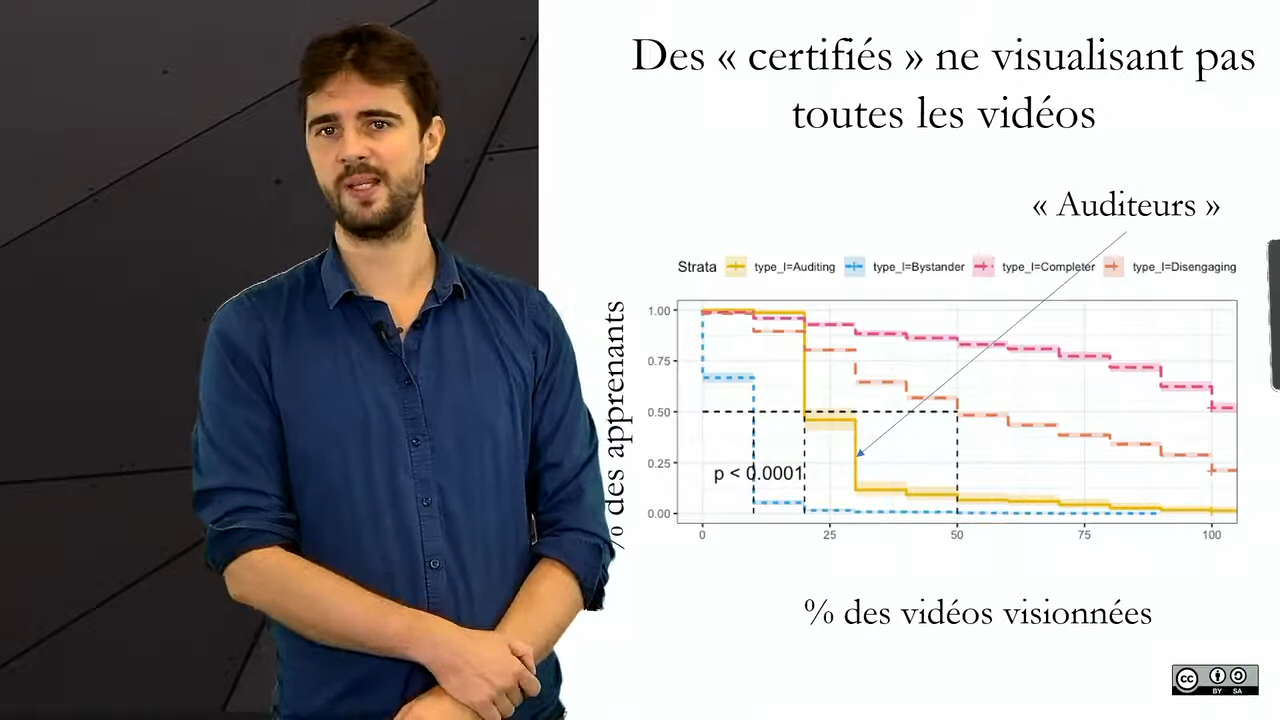 Des « certifiés » ne visualisant pas
toutes les vidéos
« Auditeurs »
Strata type_I=Auditing type_I=Bystander type_I=Completer type_I=Disengaging
% des apprenants
1.00
0.75
0.50
0.25
0.00
p < 0.0001
0 25 50 75 100
% des vidéos visionnées
cc BY SA